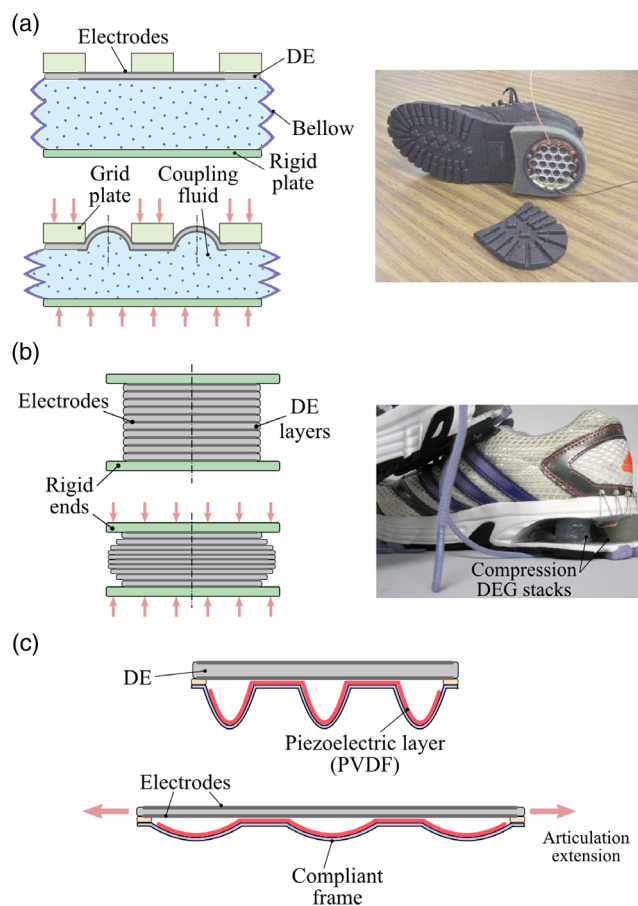 (a)
Electrodes
DE
Bellow
Rigid
plate
Grid
plate
Coupling
fluid
(b)
Electrodes
DE
layers
Rigid
ends
Compression
DEG stacks
(c)
DE
Piezoelectric layer
(PVDF)
Electrodes
Articulation
extension
Compliant
frame